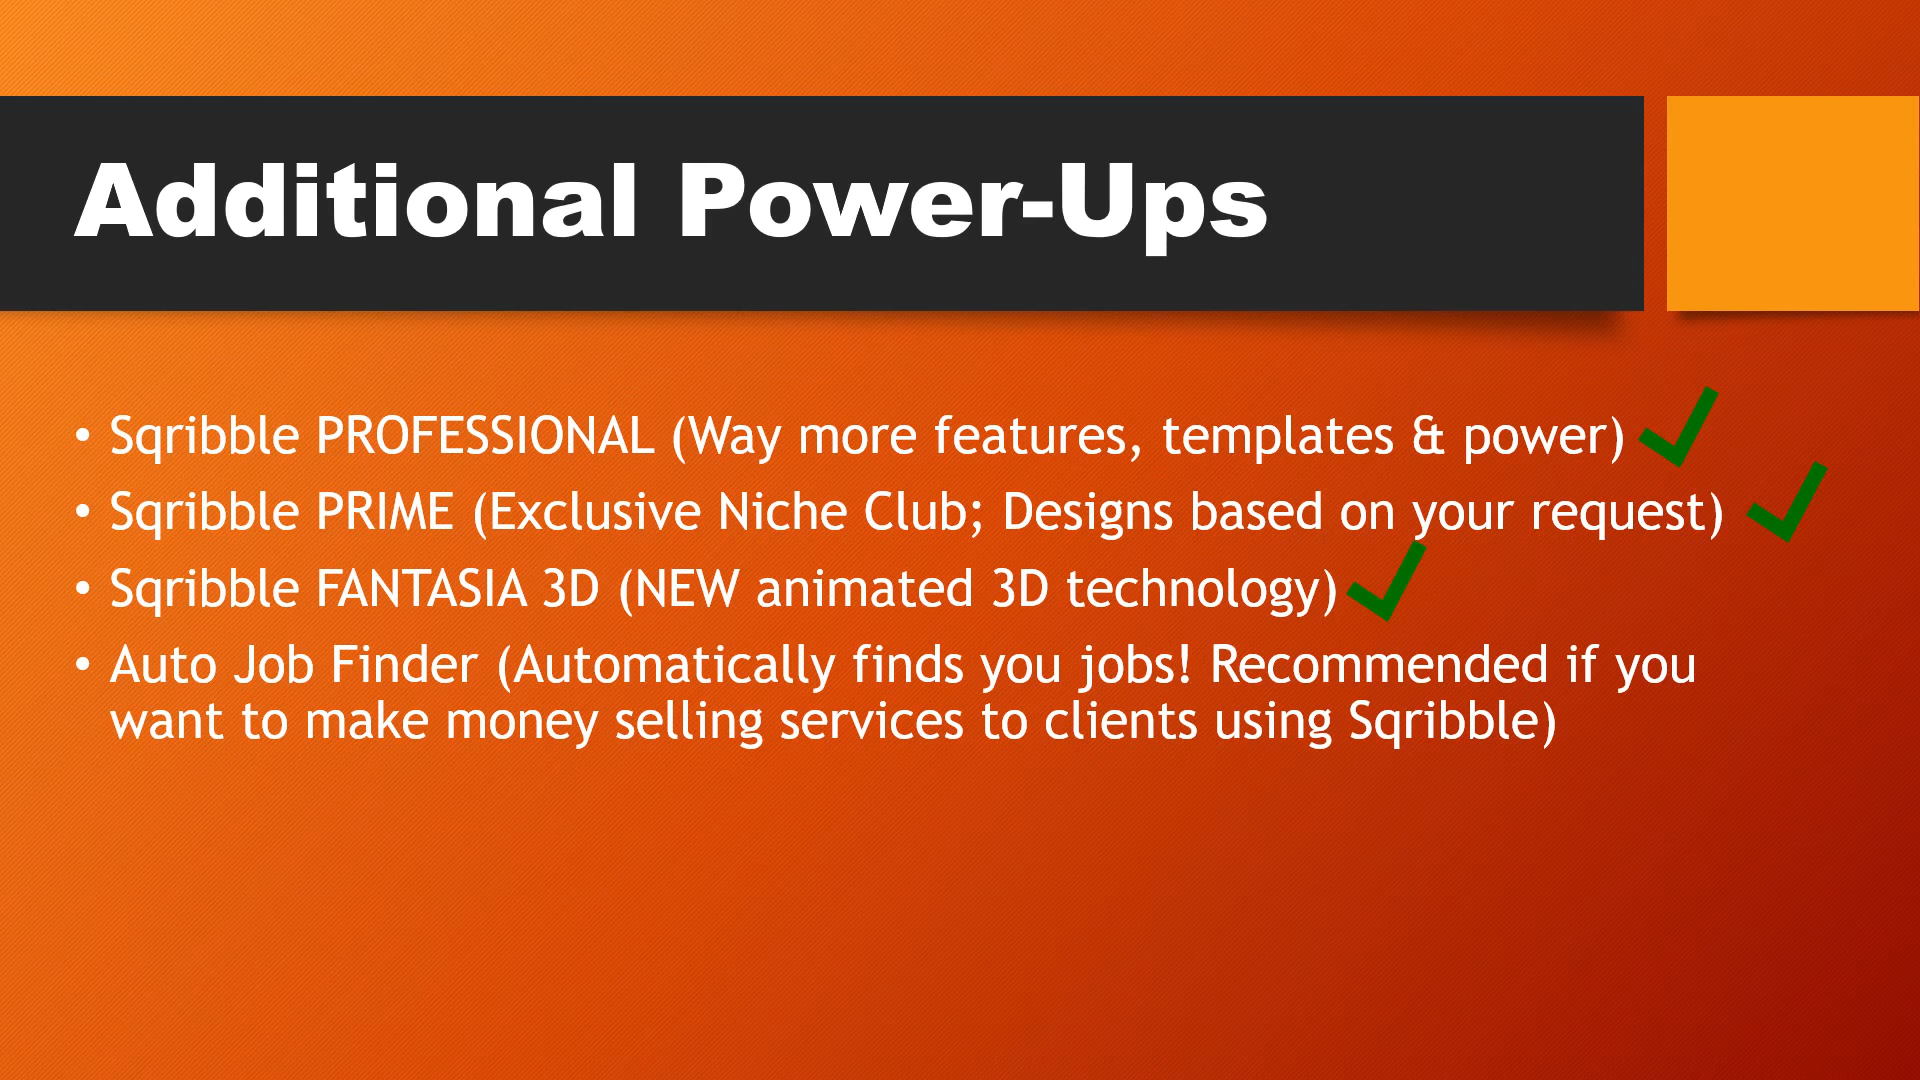 Additional Power-Ups
• Sqribble PROFESSIONAL (Way more features, templates & power)
• Sqribble PRIME (Exclusive Niche Club; Designs based on your request)
• Sqribble FANTASIA 3D (NEW animated 3D technology)
• Auto Job Finder (Automatically finds you jobs! Recommended if you
want to make money selling services to clients using Sqribble)